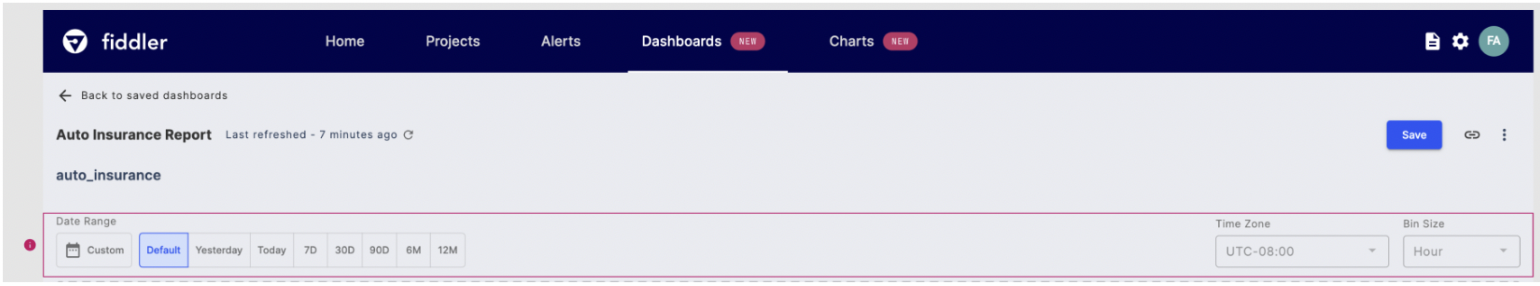 fiddler Home Projects Alerts Dashboards NEW Charts NEW FA
Back to saved dashboards
Auto Insurance Report Last refreshed - 7 minutes ago Save
auto_insurance
Date Range Time Zone Bin Size
Custom Default Yesterday Today 7D 30D 90D 6M 12M UTC-08:00 Hour